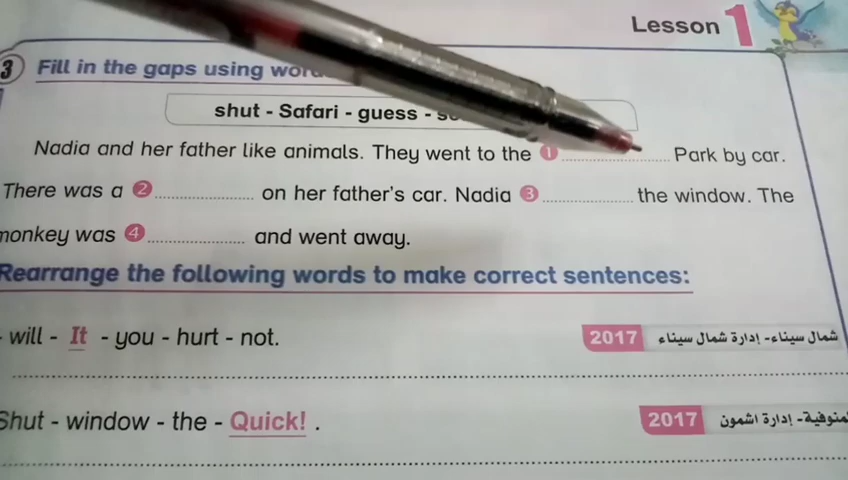 Lesson 1
3 Fill in the gaps using
shut - Safari - guess -
Nadia and her father like animals. They went to the 1 .................... Park by car.
There was a 2 .................... on her father's car. Nadia 3 .................... the window. The
monkey was 4 .................... and went away.
Rearrange the following words to make correct sentences:
- will - It - you - hurt - not.
2017 شمال سيناء- إدارة شمال سيناء
Shut - window - the - Quick! .
2017 المنوفية- إدارة اشمون